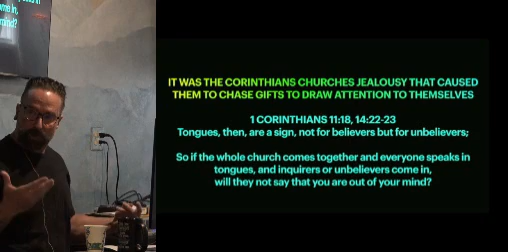 ome in,
mind?
IT WAS THE CORINTHIANS CHURCHES JEALOUSY THAT CAUSED
THEM TO CHASE GIFTS TO DRAW ATTENTION TO THEMSELVES
1 CORINTHIANS 11:18, 14:22-23
Tongues, then, are a sign, not for believers but for unbelievers;
So if the whole church comes together and everyone speaks in
tongues, and inquirers or unbelievers come in,
will they not say that you are out of your mind?